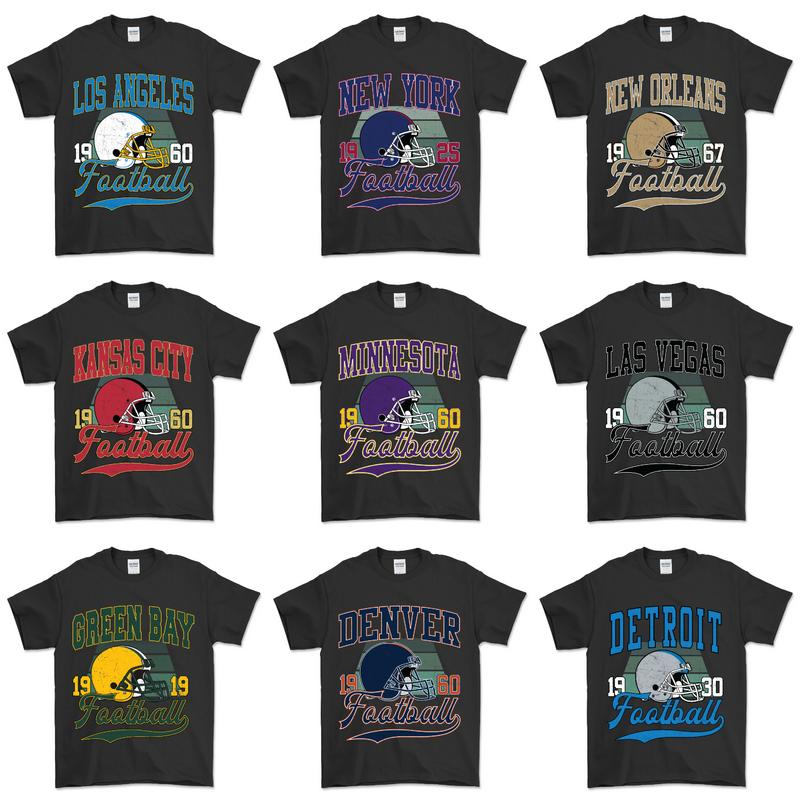 LOS ANGELES
19 60
Football
NEW YORK
19 25
Football
NEW ORLEANS
19 67
Football
KANSAS CITY
19 60
Football
MINNESOTA
19 60
Football
LAS VEGAS
19 60
Football
GREEN BAY
19 19
Football
DENVER
19 60
Football
DETROIT
19 30
Football